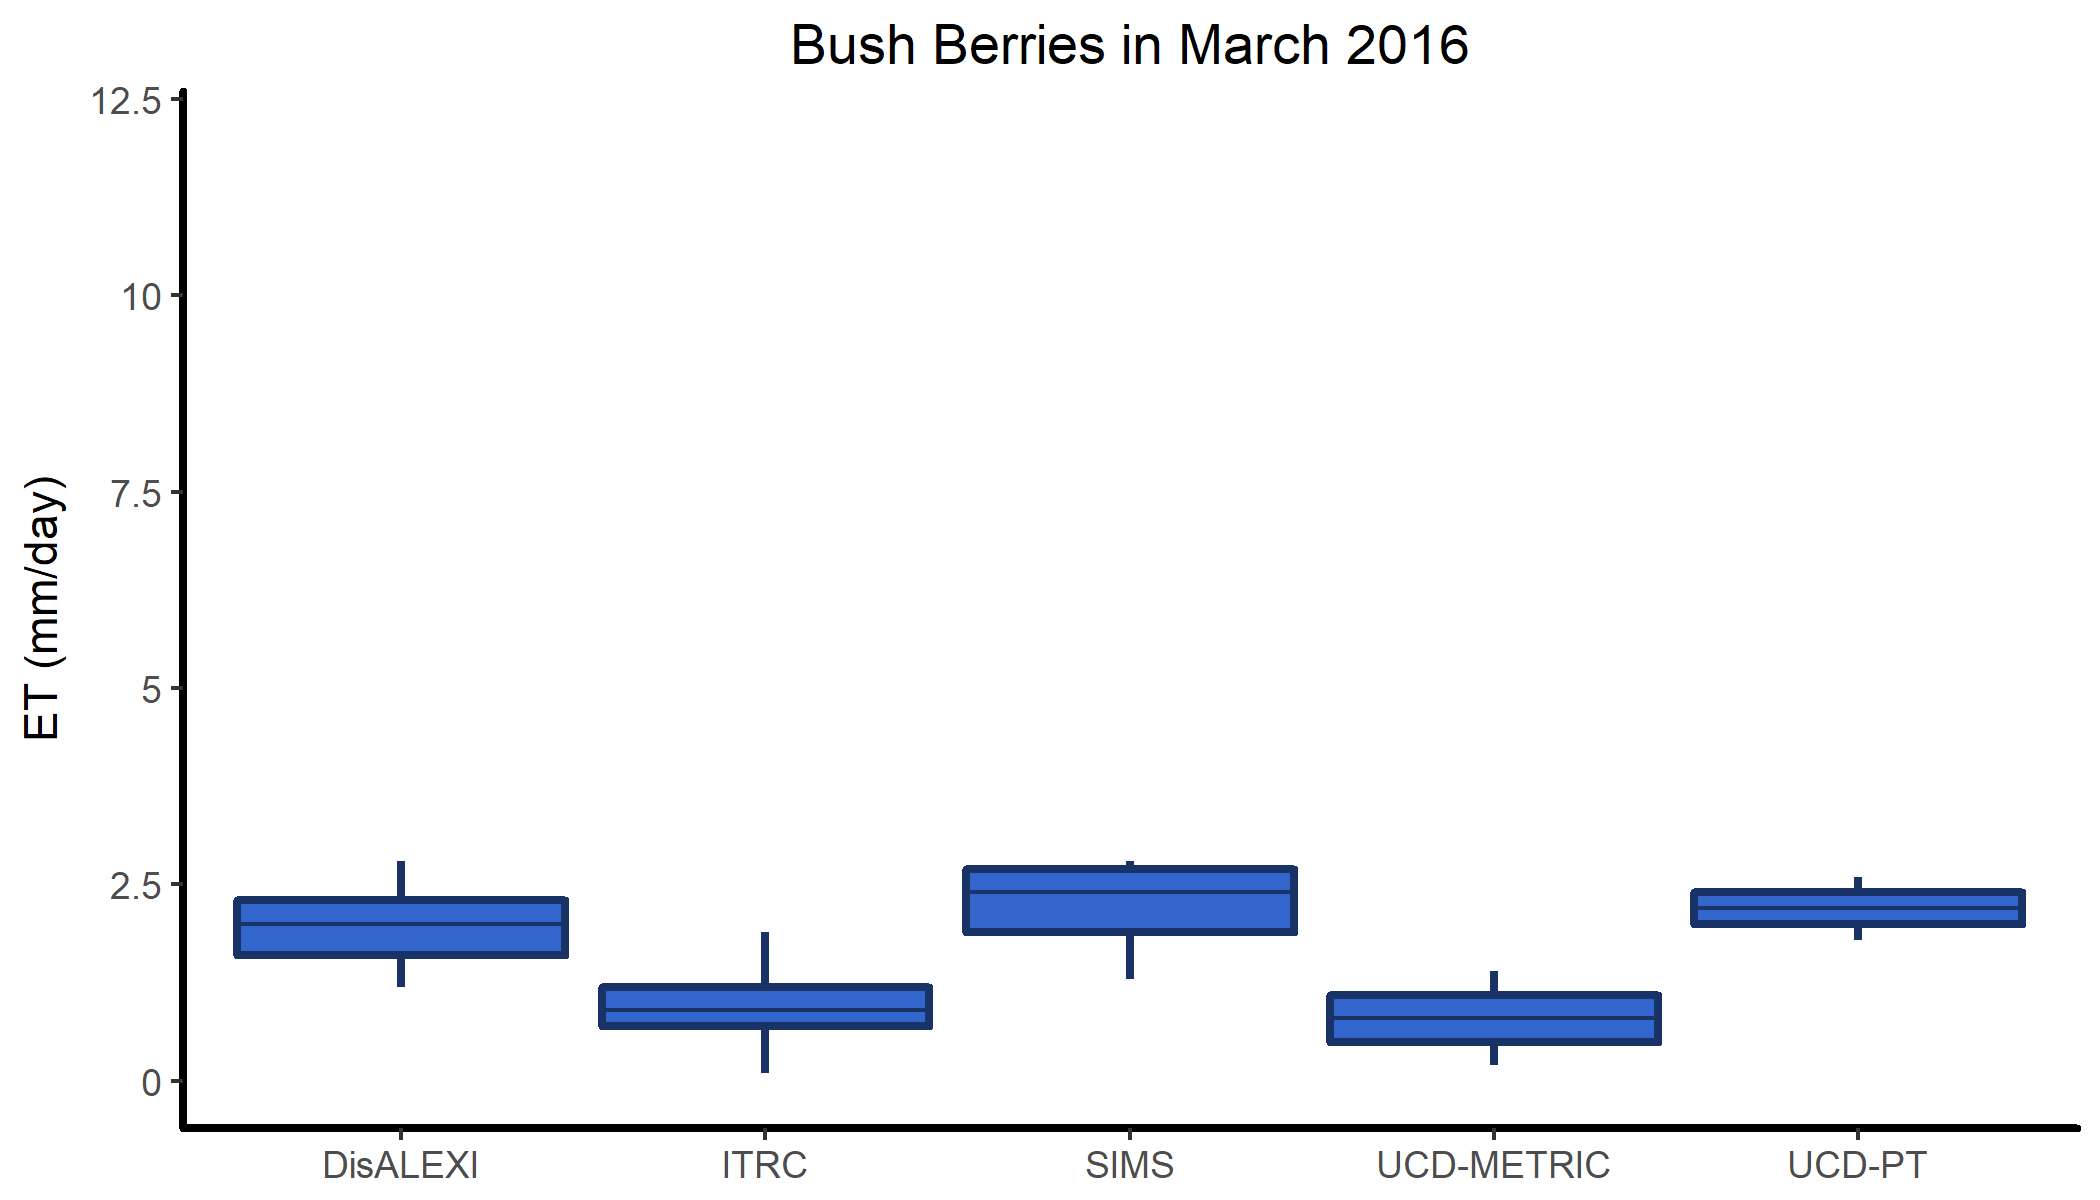 Bush Berries in March 2016
12.5
10
7.5
5
2.5
0
ET (mm/day)
DisALEXI ITRC SIMS UCD-METRIC UCD-PT